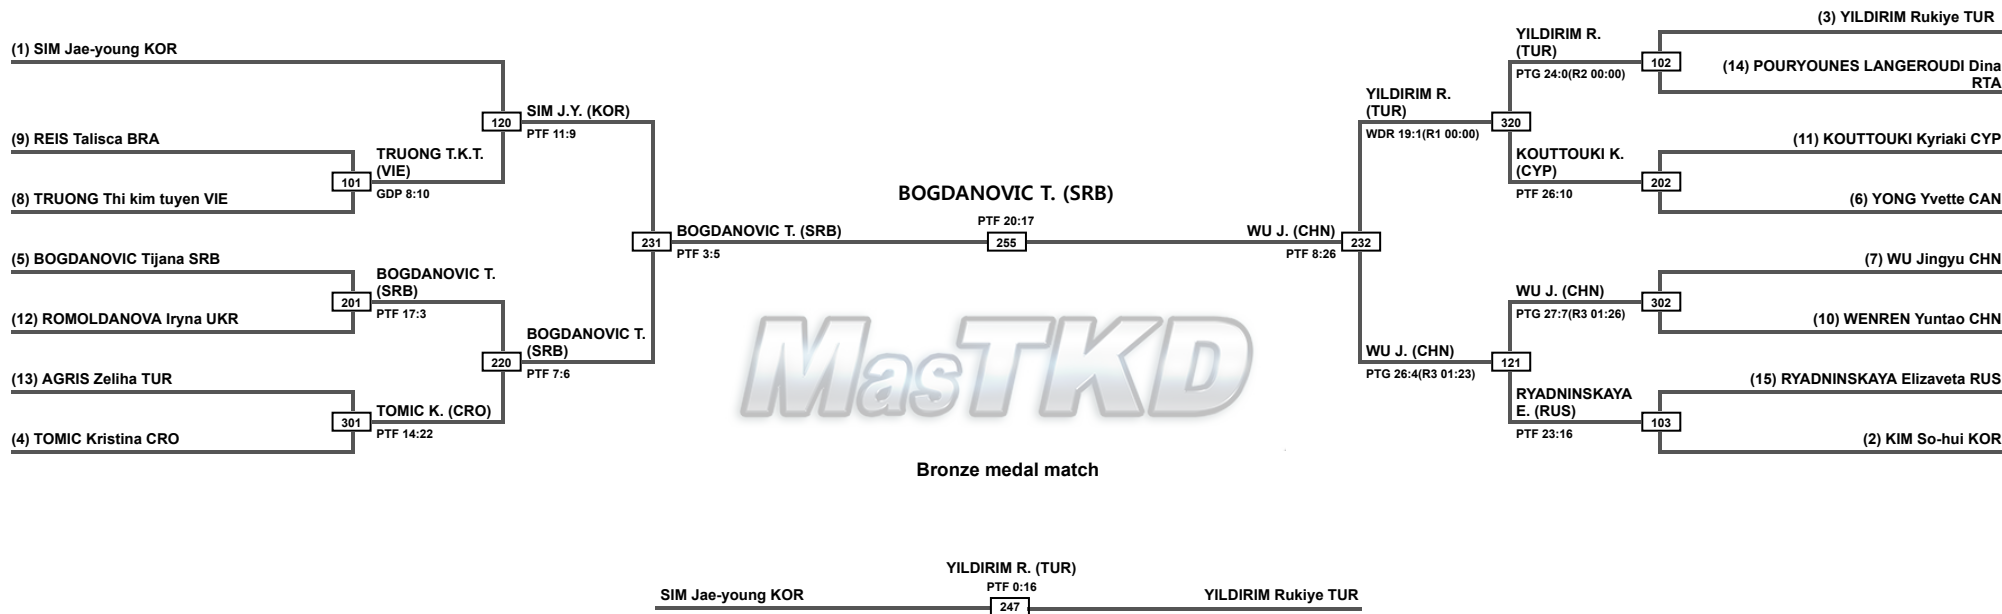 (1) SIM Jae-young KOR
SIM J.Y. (KOR)
120
PTF 11:9
(9) REIS Talisca BRA
TRUONG T.K.T.
(VIE)
101
GDP 8:10
(8) TRUONG Thi kim tuyen VIE
231
BOGDANOVIC T. (SRB)
PTF 3:5
(5) BOGDANOVIC Tijana SRB
BOGDANOVIC T.
(SRB)
201
PTF 17:3
(12) ROMOLDANOVA Iryna UKR
BOGDANOVIC T.
(SRB)
220
PTF 7:6
(13) AGRIS Zeliha TUR
TOMIC K. (CRO)
301
PTF 14:22
(4) TOMIC Kristina CRO
BOGDANOVIC T. (SRB)
PTF 20:17
255
MasTKD
(3) YILDIRIM Rukiye TUR
YILDIRIM R.
(TUR)
102
PTG 24:0(R2 00:00)
(14) POURYOUNES LANGEROUDI Dina
RTA
YILDIRIM R.
(TUR)
320
WDR 19:1(R1 00:00)
(11) KOUTTOUKI Kyriaki CYP
KOUTTOUKI K.
(CYP)
202
PTF 26:10
(6) YONG Yvette CAN
WU J. (CHN)
232
PTF 8:26
(7) WU Jingyu CHN
WU J. (CHN)
302
PTG 27:7(R3 01:26)
(10) WENREN Yuntao CHN
WU J. (CHN)
121
PTG 26:4(R3 01:23)
(15) RYADNINSKAYA Elizaveta RUS
RYADNINSKAYA
E. (RUS)
103
PTF 23:16
(2) KIM So-hui KOR
Bronze medal match
YILDIRIM R. (TUR)
PTF 0:16
SIM Jae-young KOR
247
YILDIRIM Rukiye TUR